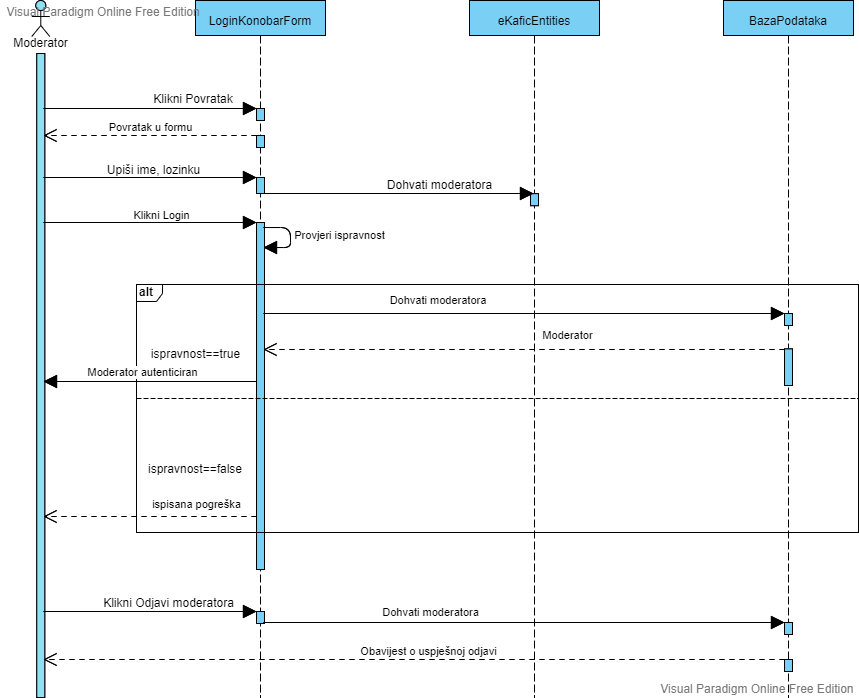 Visual Paradigm Online Free Edition
Moderator
LoginKonobarForm
eKaficEntities
BazaPodataka
Klikni Povratak
Povratak u formu
Upiši ime, lozinku
Dohvati moderatora
Klikni Login
Provjeri ispravnost
alt
Dohvati moderatora
Moderator
ispravnost==true
Moderator autenticiran
ispravnost==false
ispisana pogreška
Klikni Odjavi moderatora
Dohvati moderatora
Obavijest o uspješnoj odjavi
Visual Paradigm Online Free Edition